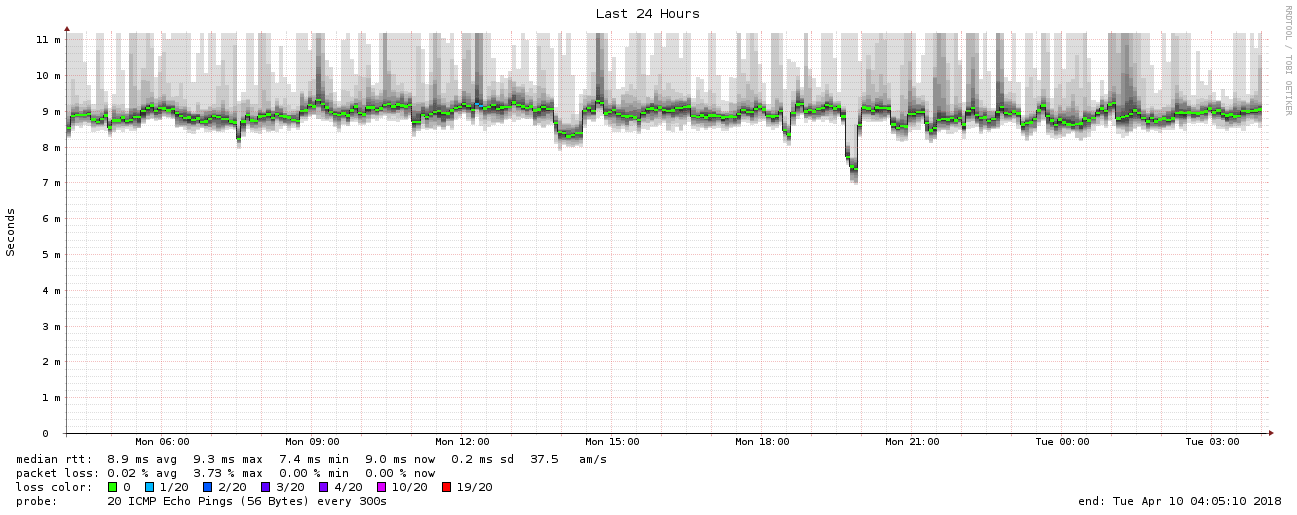 Last 24 Hours
RRDTOOL / TOBI OETIKER
11 m
10 m
9 m
8 m
7 m
6 m
5 m
4 m
3 m
2 m
1 m
0
Seconds
Mon 06:00 Mon 09:00 Mon 12:00 Mon 15:00 Mon 18:00 Mon 21:00 Tue 00:00 Tue 03:00
median rtt: 8.9 ms avg 9.3 ms max 7.4 ms min 9.0 ms now 0.2 ms sd 37.5 am/s
packet loss: 0.02 % avg 3.73 % max 0.00 % min 0.00 % now
loss color: 0 1/20 2/20 3/20 4/20 10/20 19/20
probe: 20 ICMP Echo Pings (56 Bytes) every 300s end: Tue Apr 10 04:05:10 2018